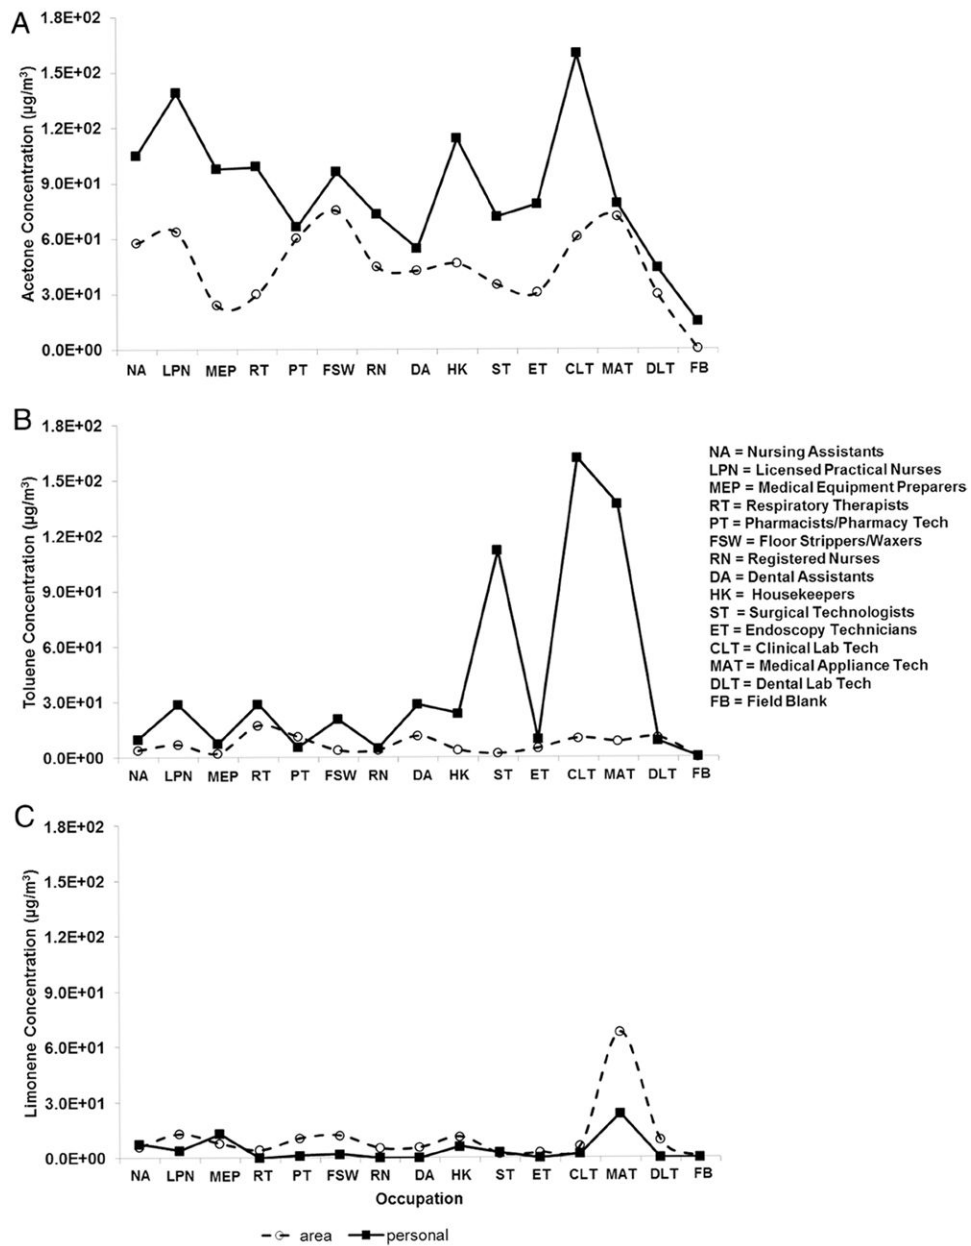 A
Acetone Concentration (µg/m³)
1.8E+02
1.5E+02
1.2E+02
9.0E+01
6.0E+01
3.0E+01
0.0E+00
NA LPN MEP RT PT FSW RN DA HK ST ET CLT MAT DLT FB
B
Toluene Concentration (µg/m³)
1.8E+02
1.5E+02
1.2E+02
9.0E+01
6.0E+01
3.0E+01
0.0E+00
NA LPN MEP RT PT FSW RN DA HK ST ET CLT MAT DLT FB
NA = Nursing Assistants
LPN = Licensed Practical Nurses
MEP = Medical Equipment Preparers
RT = Respiratory Therapists
PT = Pharmacists/Pharmacy Tech
FSW = Floor Strippers/Waxers
RN = Registered Nurses
DA = Dental Assistants
HK = Housekeepers
ST = Surgical Technologists
ET = Endoscopy Technicians
CLT = Clinical Lab Tech
MAT = Medical Appliance Tech
DLT = Dental Lab Tech
FB = Field Blank
C
Limonene Concentration (µg/m³)
1.8E+02
1.5E+02
1.2E+02
9.0E+01
6.0E+01
3.0E+01
0.0E+00
NA LPN MEP RT PT FSW RN DA HK ST ET CLT MAT DLT FB
Occupation
area personal